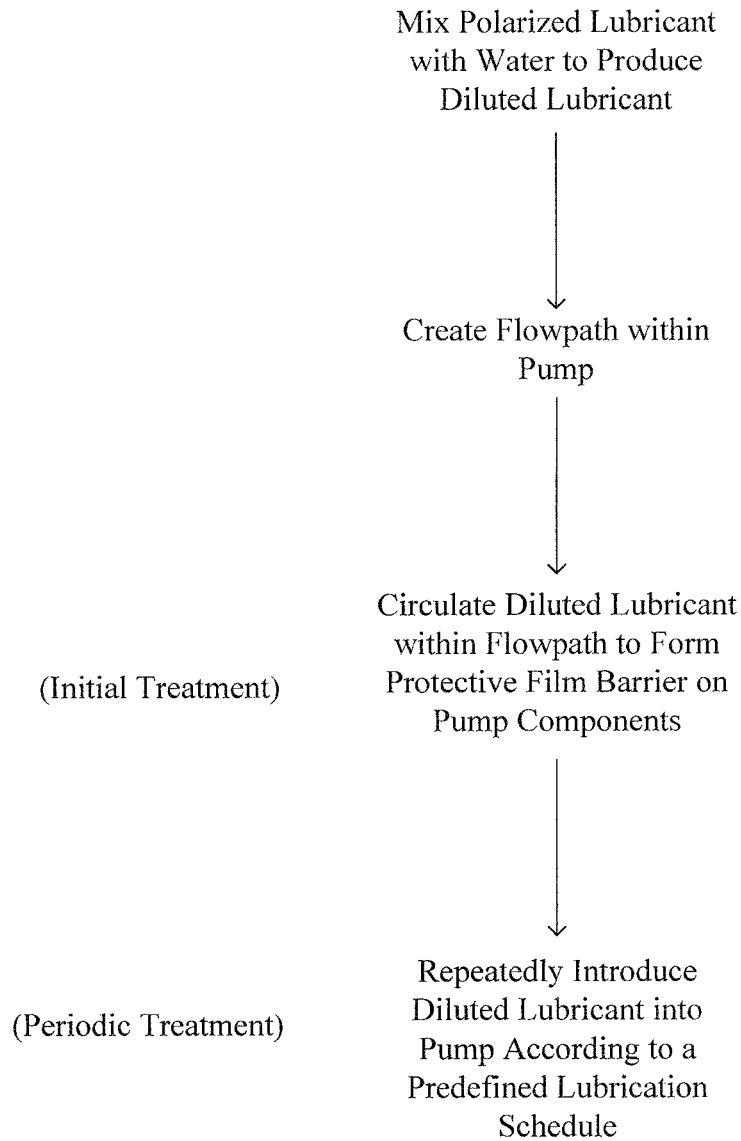 Mix Polarized Lubricant
with Water to Produce
Diluted Lubricant
Create Flowpath within
Pump
Circulate Diluted Lubricant
within Flowpath to Form
Protective Film Barrier on
Pump Components
(Initial Treatment)
Repeatedly Introduce
Diluted Lubricant into
Pump According to a
Predefined Lubrication
Schedule
(Periodic Treatment)